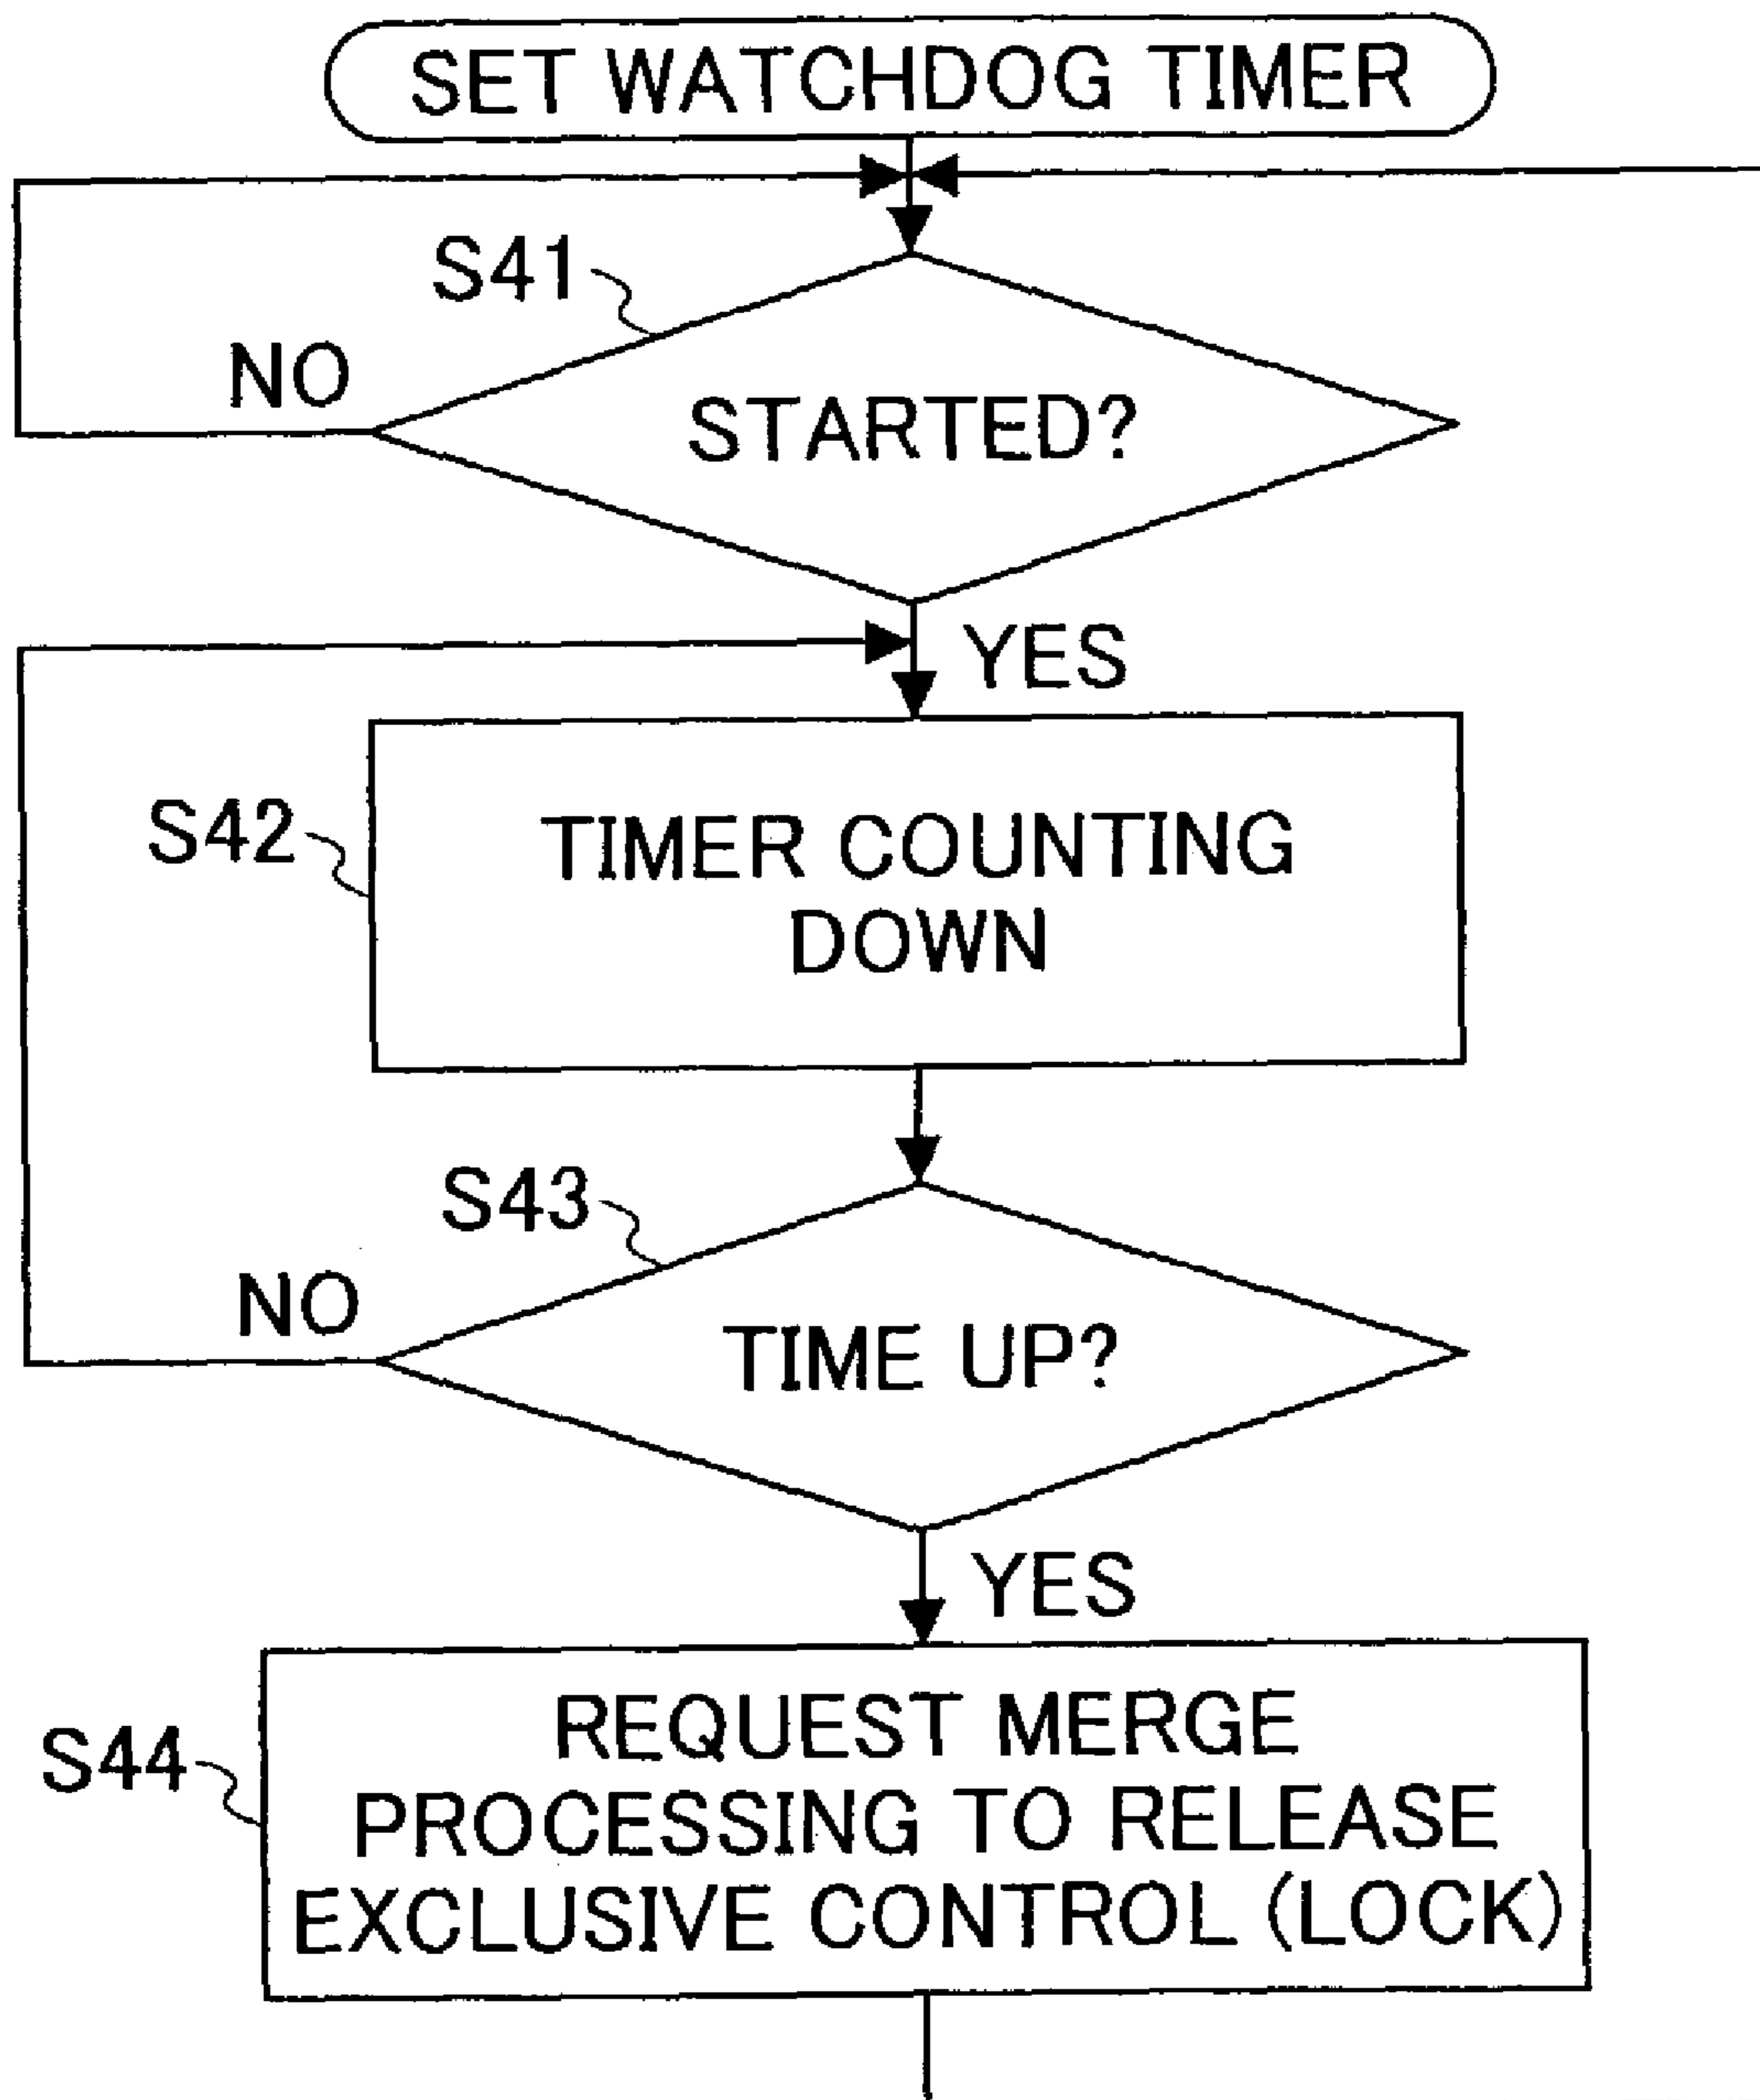 SET WATCHDOG TIMER
S41
NO
STARTED?
YES
S42
TIMER COUNTING
DOWN
S43
NO
TIME UP?
YES
S44
REQUEST MERGE
PROCESSING TO RELEASE
EXCLUSIVE CONTROL (LOCK)